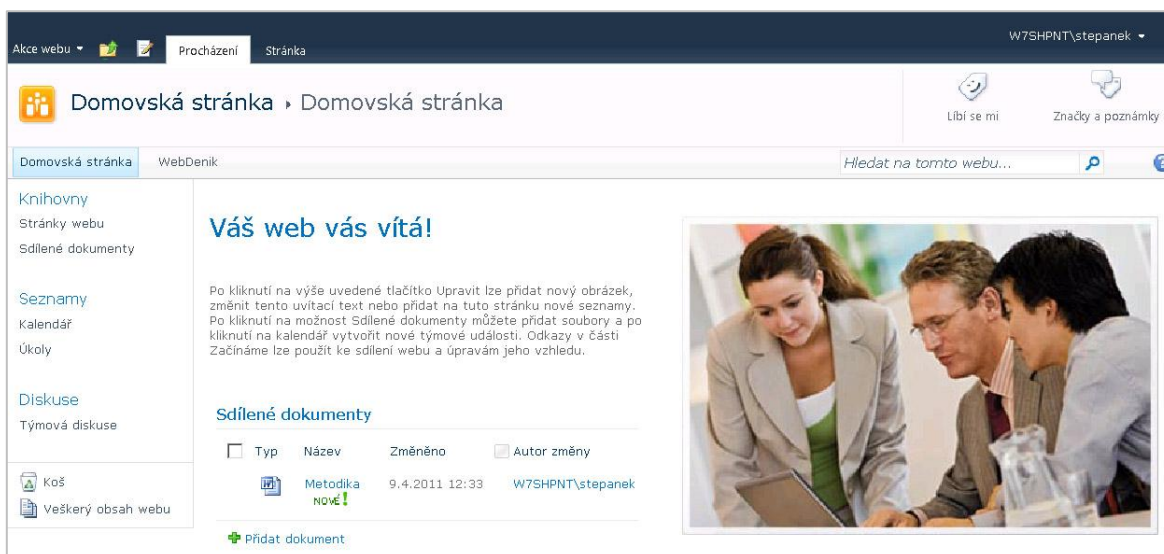 W7SHPNT\stepanek
Akce webu
Procházení
Stránka
Domovská stránka
Domovská stránka
Líbí se mi
Značky a poznámky
Domovská stránka
WebDenik
Hledat na tomto webu...
Knihovny
Stránky webu
Sdílené dokumenty
Seznamy
Kalendář
Úkoly
Diskuse
Týmová diskuse
Koš
Veškerý obsah webu
Váš web vás vítá!
Po kliknutí na výše uvedené tlačítko Upravit lze přidat nový obrázek,
změnit tento uvítací text nebo přidat na tuto stránku nové seznamy.
Po kliknutí na možnost Sdílené dokumenty můžete přidat soubory a po
kliknutí na kalendář vytvořit nové týmové události. Odkazy v části
Začínáme lze použít ke sdílení webu a úpravám jeho vzhledu.
Sdílené dokumenty
Typ Název Změněno Autor změny
Metodika 9.4.2011 12:33 W7SHPNT\stepanek
NOVÉ!
Přidat dokument